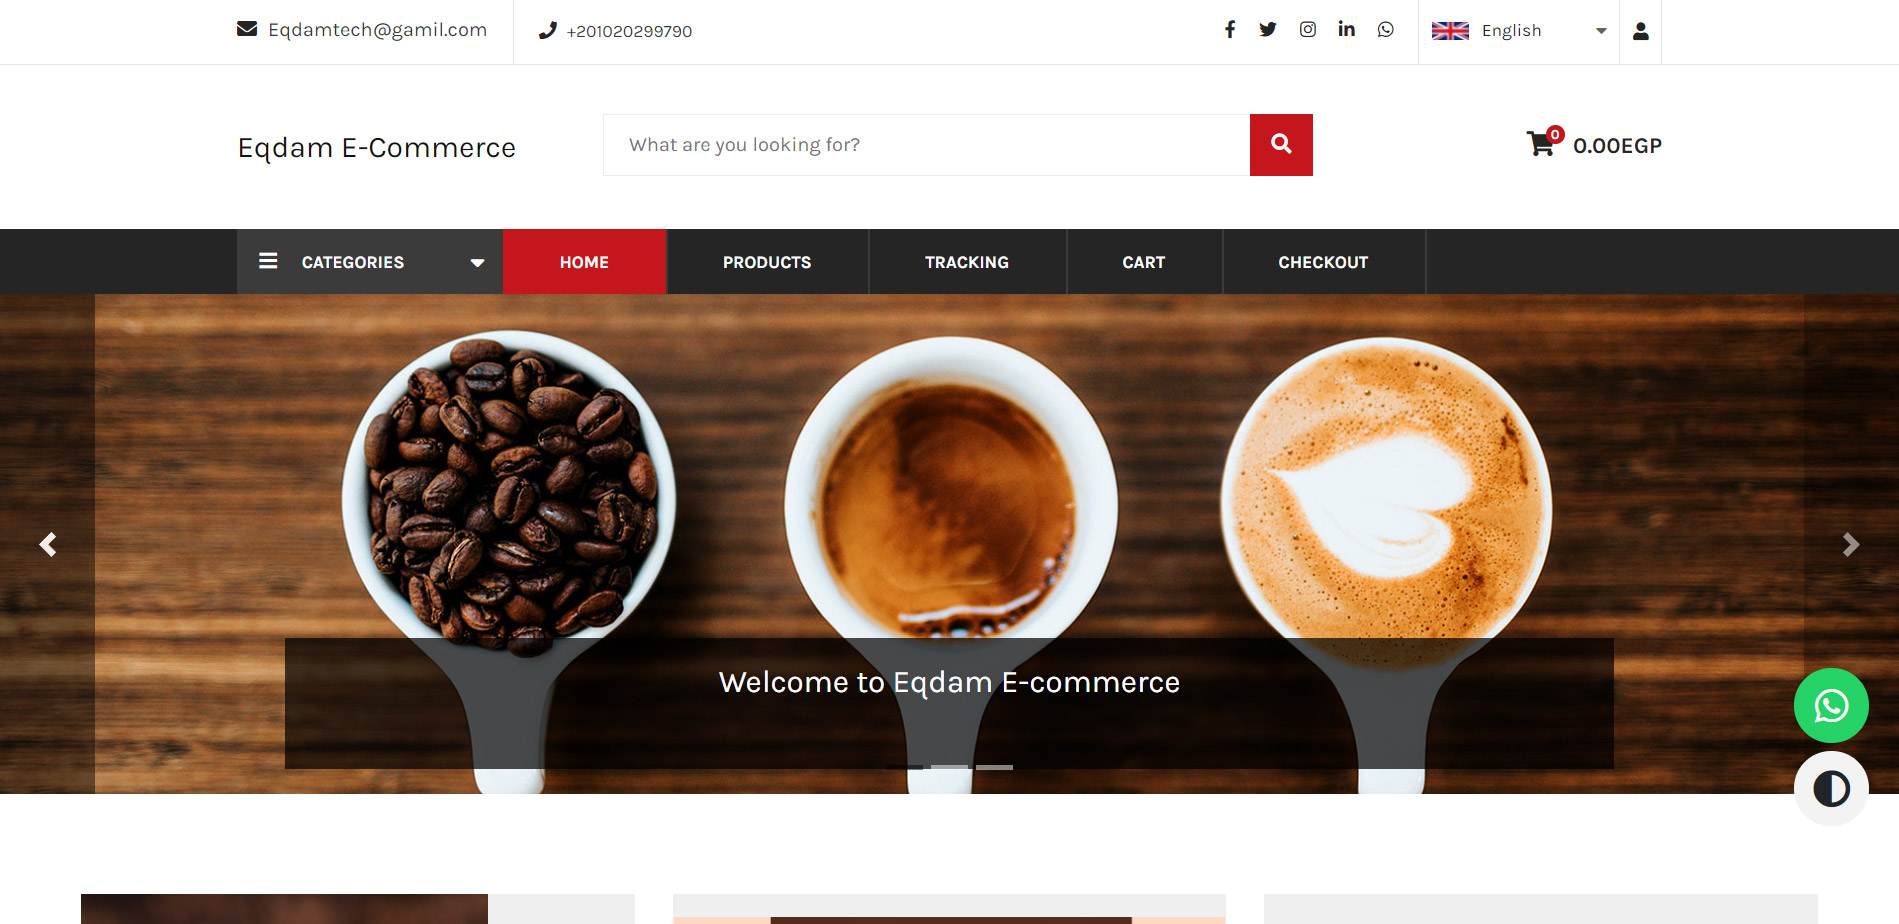 Eqdamtech@gamil.com
+201020299790
English
Eqdam E-Commerce
What are you looking for?
0
0.00EGP
CATEGORIES
HOME
PRODUCTS
TRACKING
CART
CHECKOUT
Welcome to Eqdam E-commerce